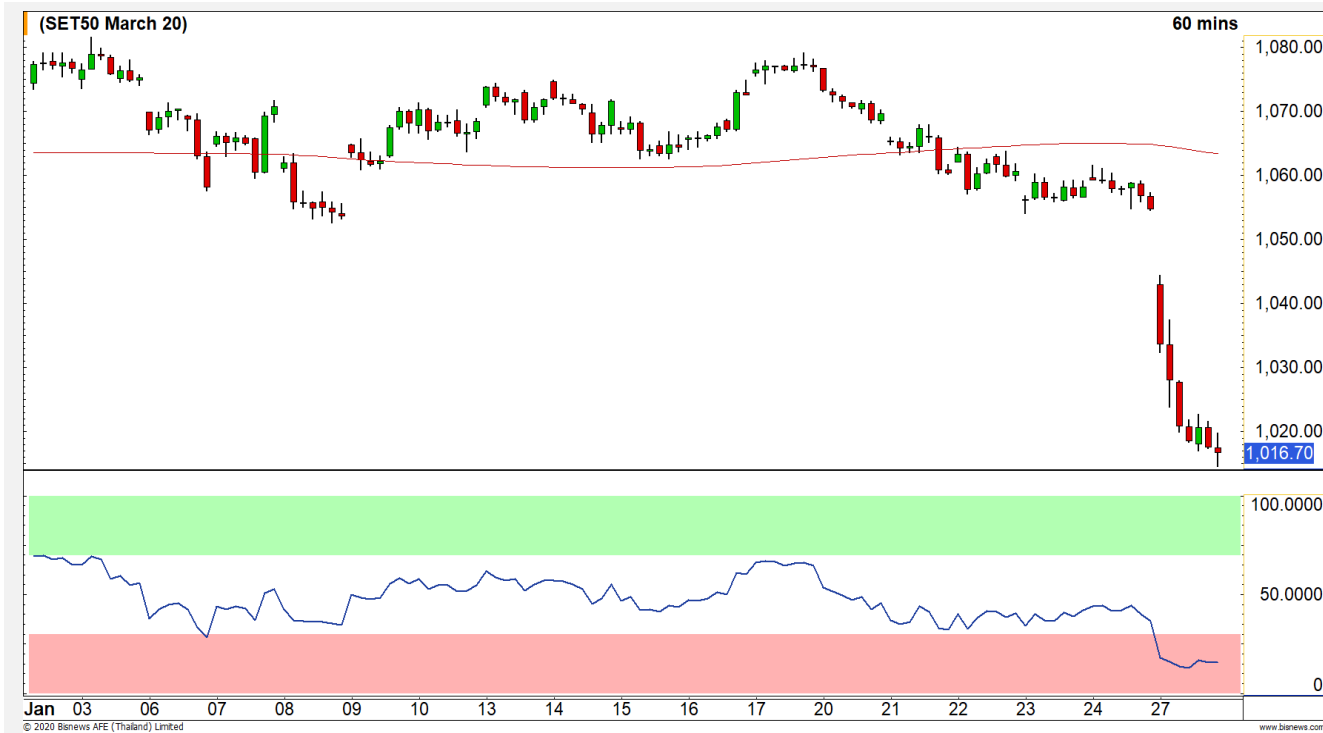 (SET50 March 20)
60 mins
1,080.00
1,070.00
1,060.00
1,050.00
1,040.00
1,030.00
1,020.00
1,016.70
100.0000
50.0000
0
Jan 03 06 07 08 09 10 13 14 15 16 17 20 21 22 23 24 27
© 2020 Bisnews AFE (Thailand) Limited
www.bisnews.com